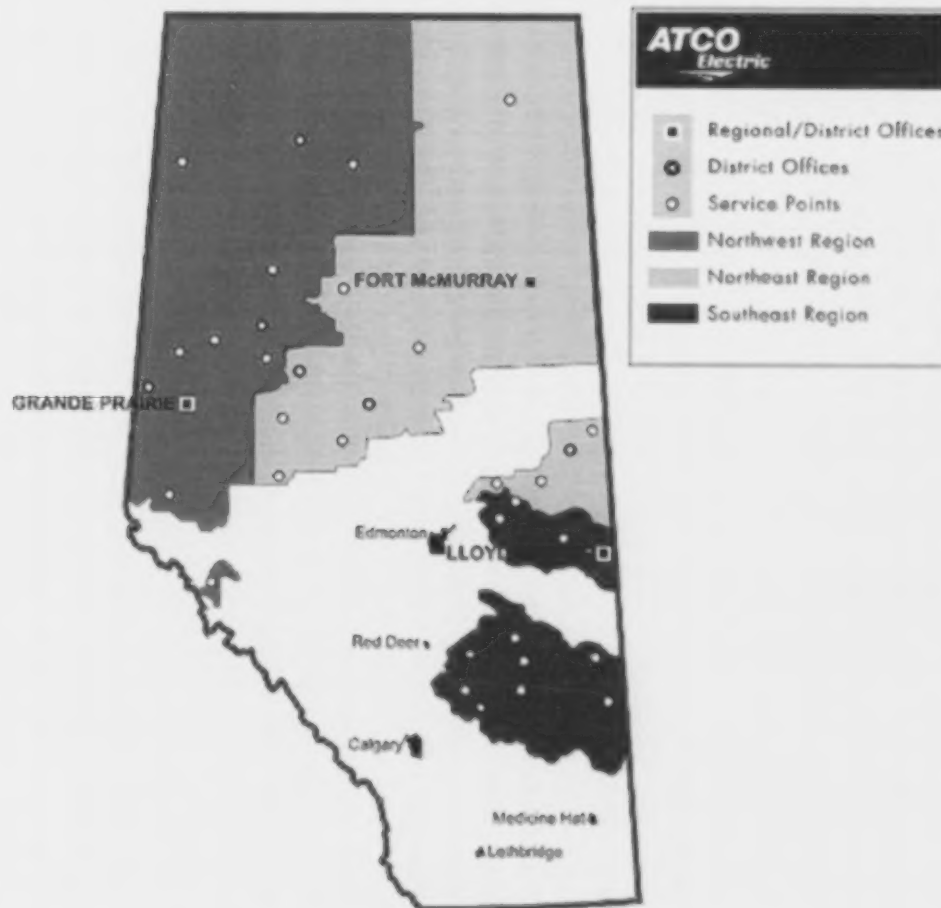 ATCO
Electric
Regional/District Offices
District Offices
Service Points
Northwest Region
Northeast Region
Southeast Region
FORT McMURRAY
GRANDE PRAIRIE
Edmonton
LLOYD
Red Deer
Calgary
Medicine Hat
Lethbridge